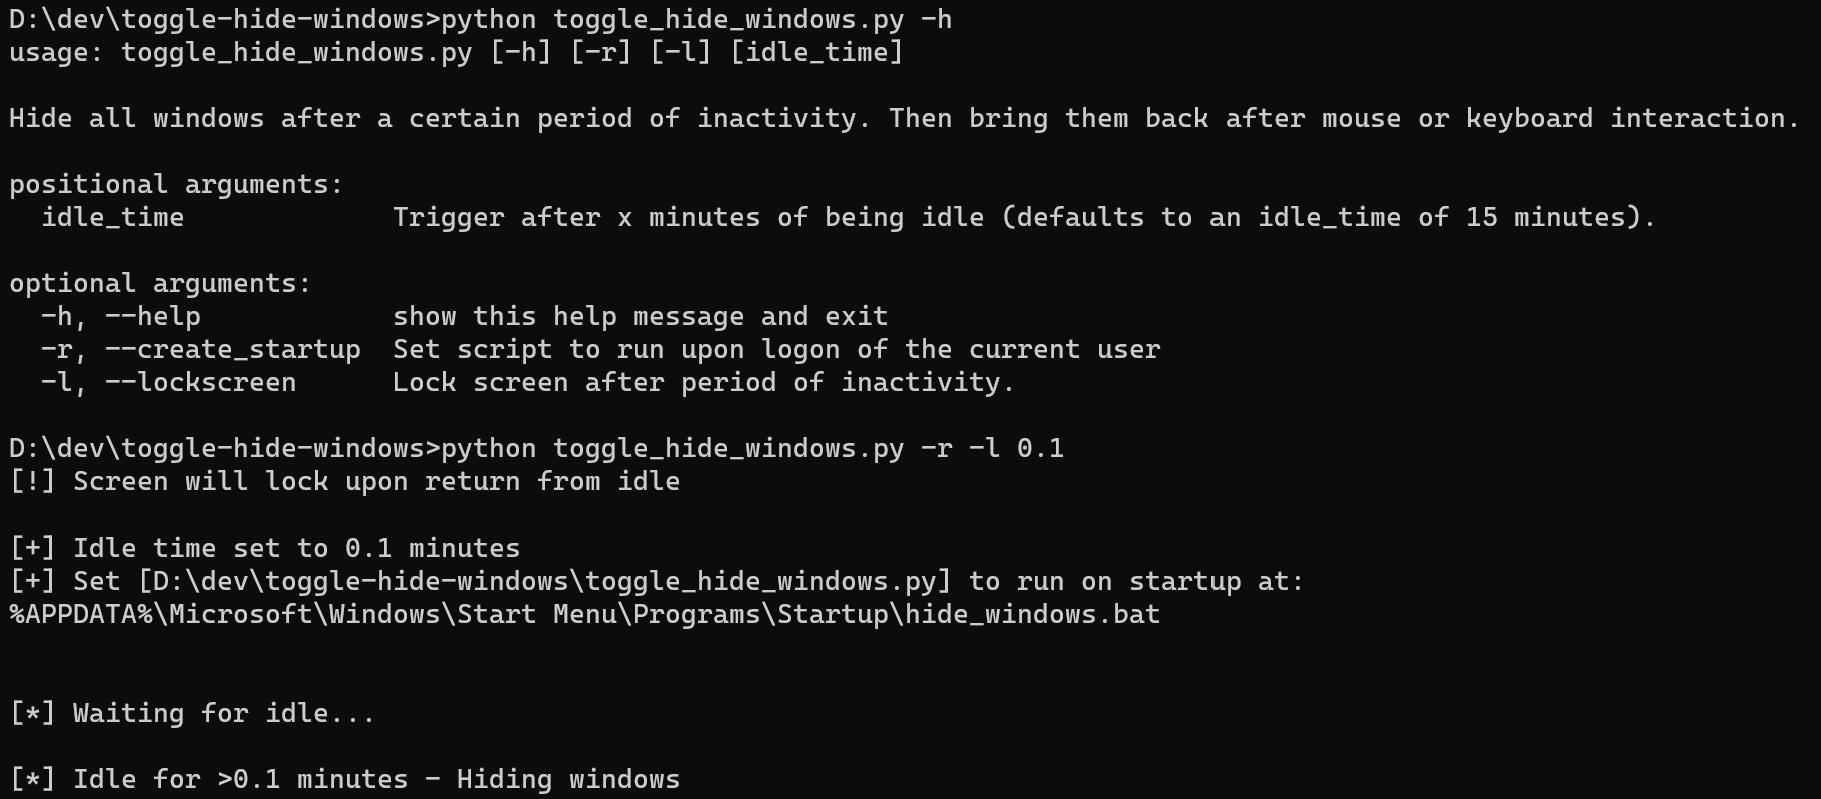 D:\dev\toggle-hide-windows>python toggle_hide_windows.py -h
usage: toggle_hide_windows.py [-h] [-r] [-l] [idle_time]

Hide all windows after a certain period of inactivity. Then bring them back after mouse or keyboard interaction.

positional arguments:
  idle_time             Trigger after x minutes of being idle (defaults to an idle_time of 15 minutes).

optional arguments:
  -h, --help            show this help message and exit
  -r, --create_startup  Set script to run upon logon of the current user
  -l, --lockscreen      Lock screen after period of inactivity.

D:\dev\toggle-hide-windows>python toggle_hide_windows.py -r -l 0.1
[!] Screen will lock upon return from idle

[+] Idle time set to 0.1 minutes
[+] Set [D:\dev\toggle-hide-windows\toggle_hide_windows.py] to run on startup at:
%APPDATA%\Microsoft\Windows\Start Menu\Programs\Startup\hide_windows.bat


[*] Waiting for idle...

[*] Idle for >0.1 minutes - Hiding windows